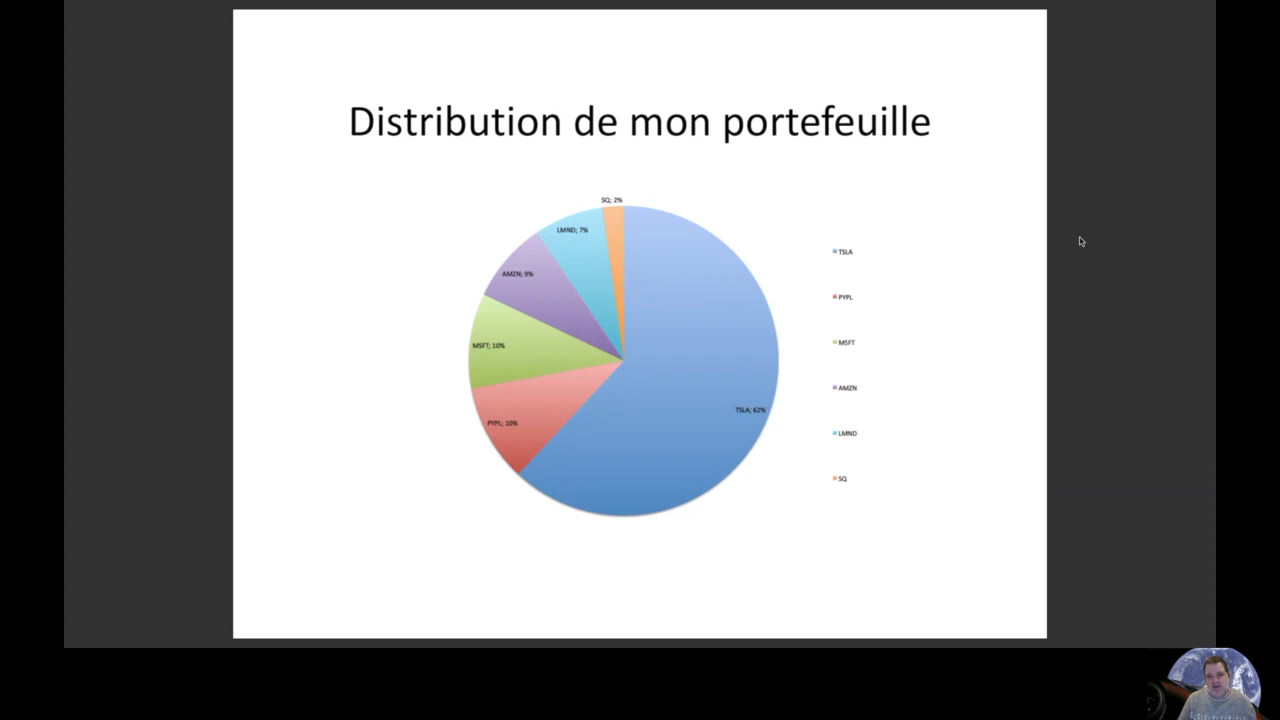 Distribution de mon portefeuille
SQ; 2%
LMND; 7%
AMZN; 9%
MSFT; 10%
PYPL; 10%
TSLA; 62%
TSLA
PYPL
MSFT
AMZN
LMND
SQ